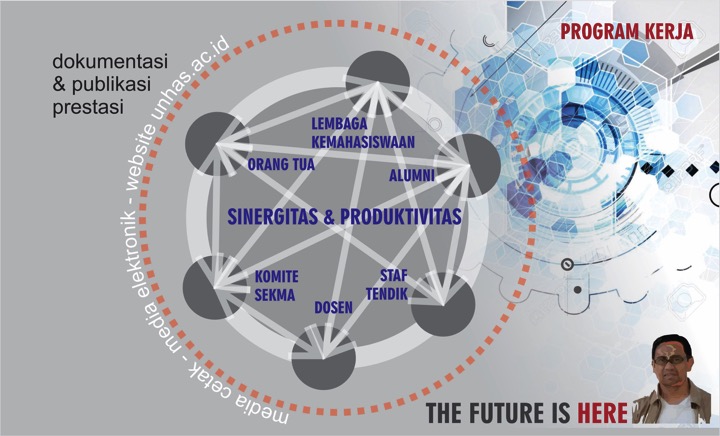 PROGRAM KERJA
dokumentasi
& publikasi
prestasi
media cetak - media elektronik - website unhas.ac.id
LEMBAGA
KEMAHASISWAAN
ORANG TUA
ALUMNI
SINERGITAS & PRODUKTIVITAS
KOMITE
SEKMA
STAF
TENDIK
DOSEN
THE FUTURE IS HERE